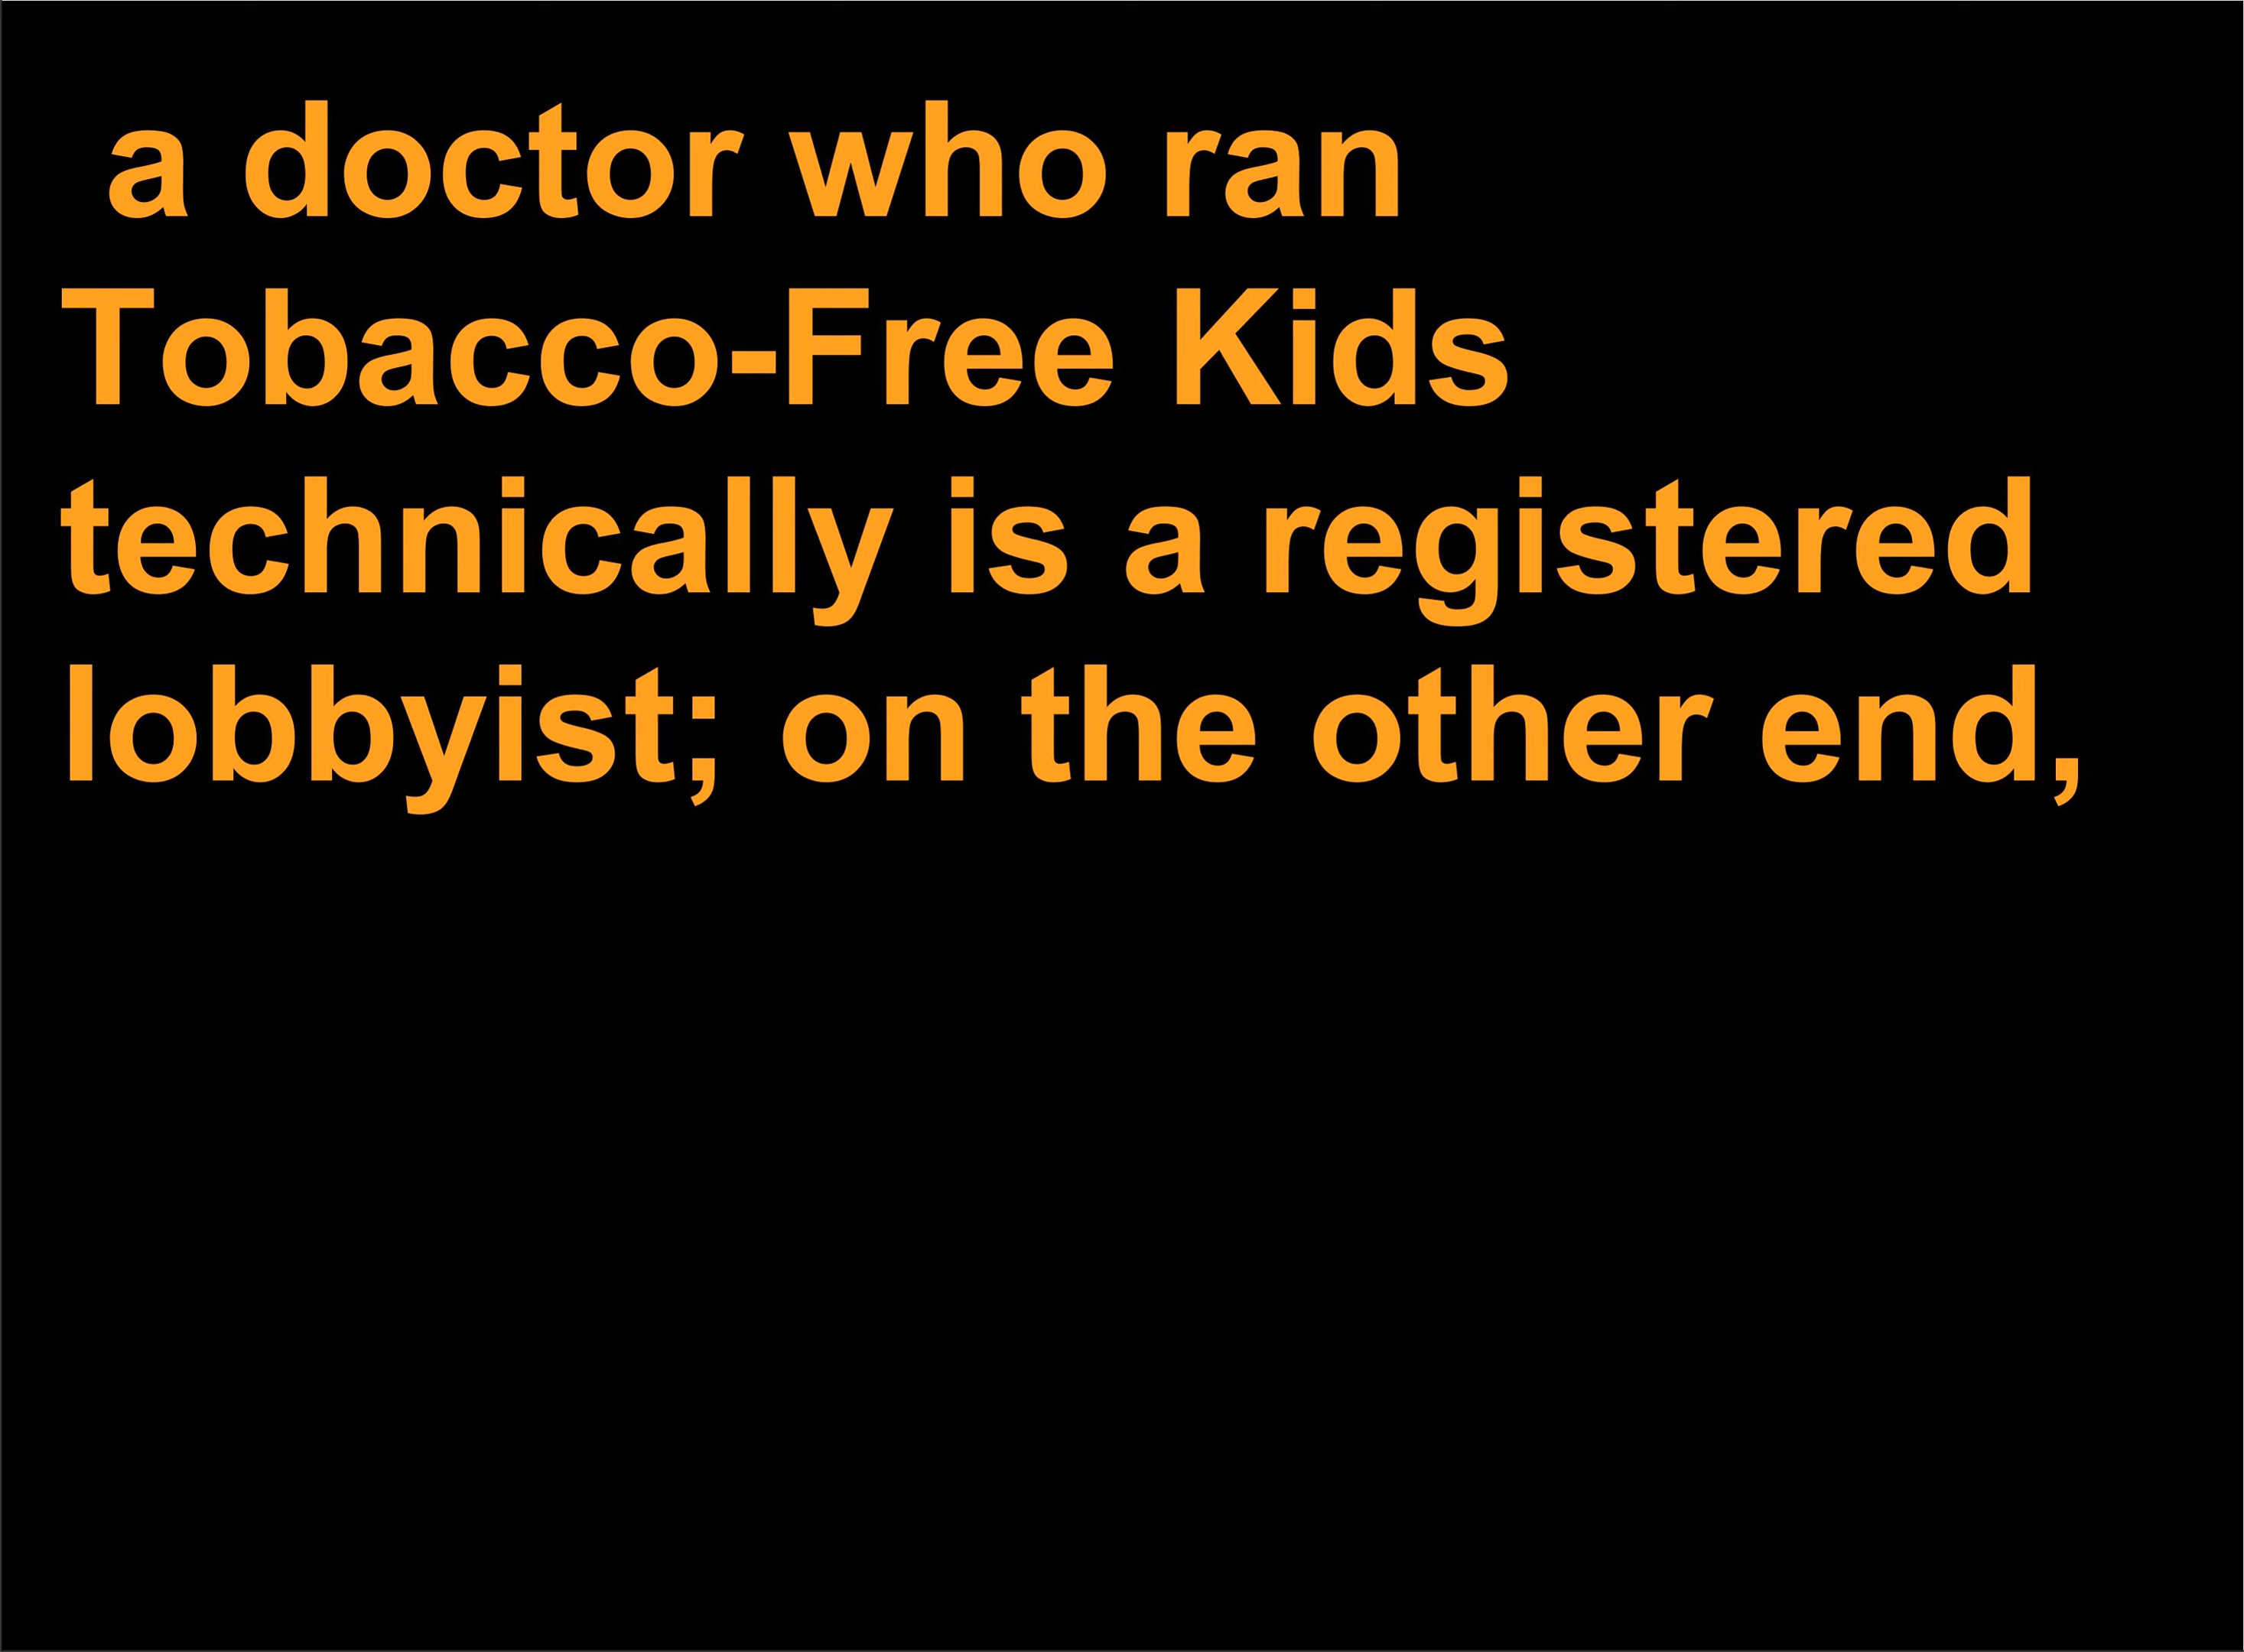 a doctor who ran
Tobacco-Free Kids
technically is a registered
lobbyist; on the other end,